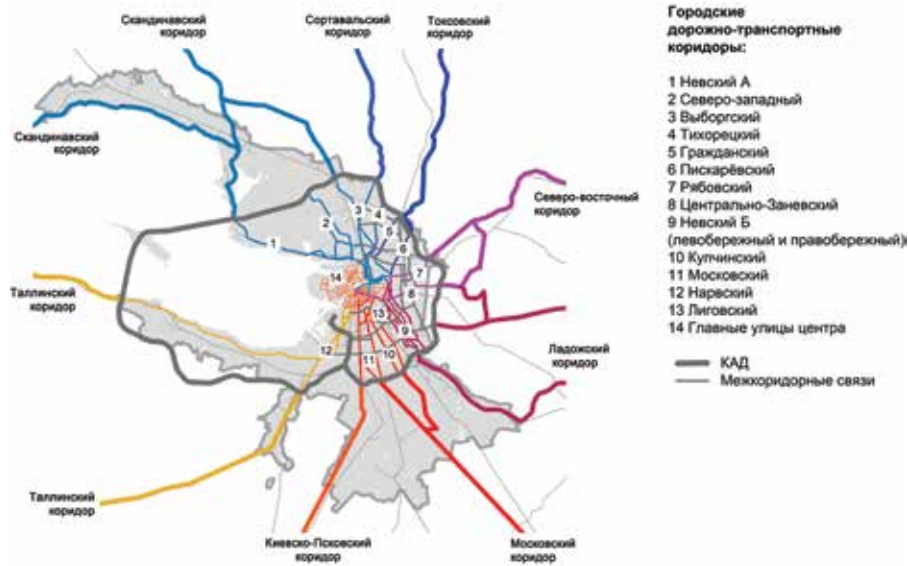 Скандинавский
коридор
Сортавальский
коридор
Токсовский
коридор
Скандинавский
коридор
Северо-восточный
коридор
Таллинский
коридор
Ладожский
коридор
Таллинский
коридор
Киевско-Псковский
коридор
Московский
коридор
1
2
3
4
5
6
7
8
9
10
11
12
13
14
Городские
дорожно-транспортные
коридоры:
1 Невский А
2 Северо-западный
3 Выборгский
4 Тихорецкий
5 Гражданский
6 Пискарёвский
7 Рябовский
8 Центрально-Заневский
9 Невский Б
(левобережный и правобережный)
10 Купчинский
11 Московский
12 Нарвский
13 Лиговский
14 Главные улицы центра
КАД
Межкоридорные связи